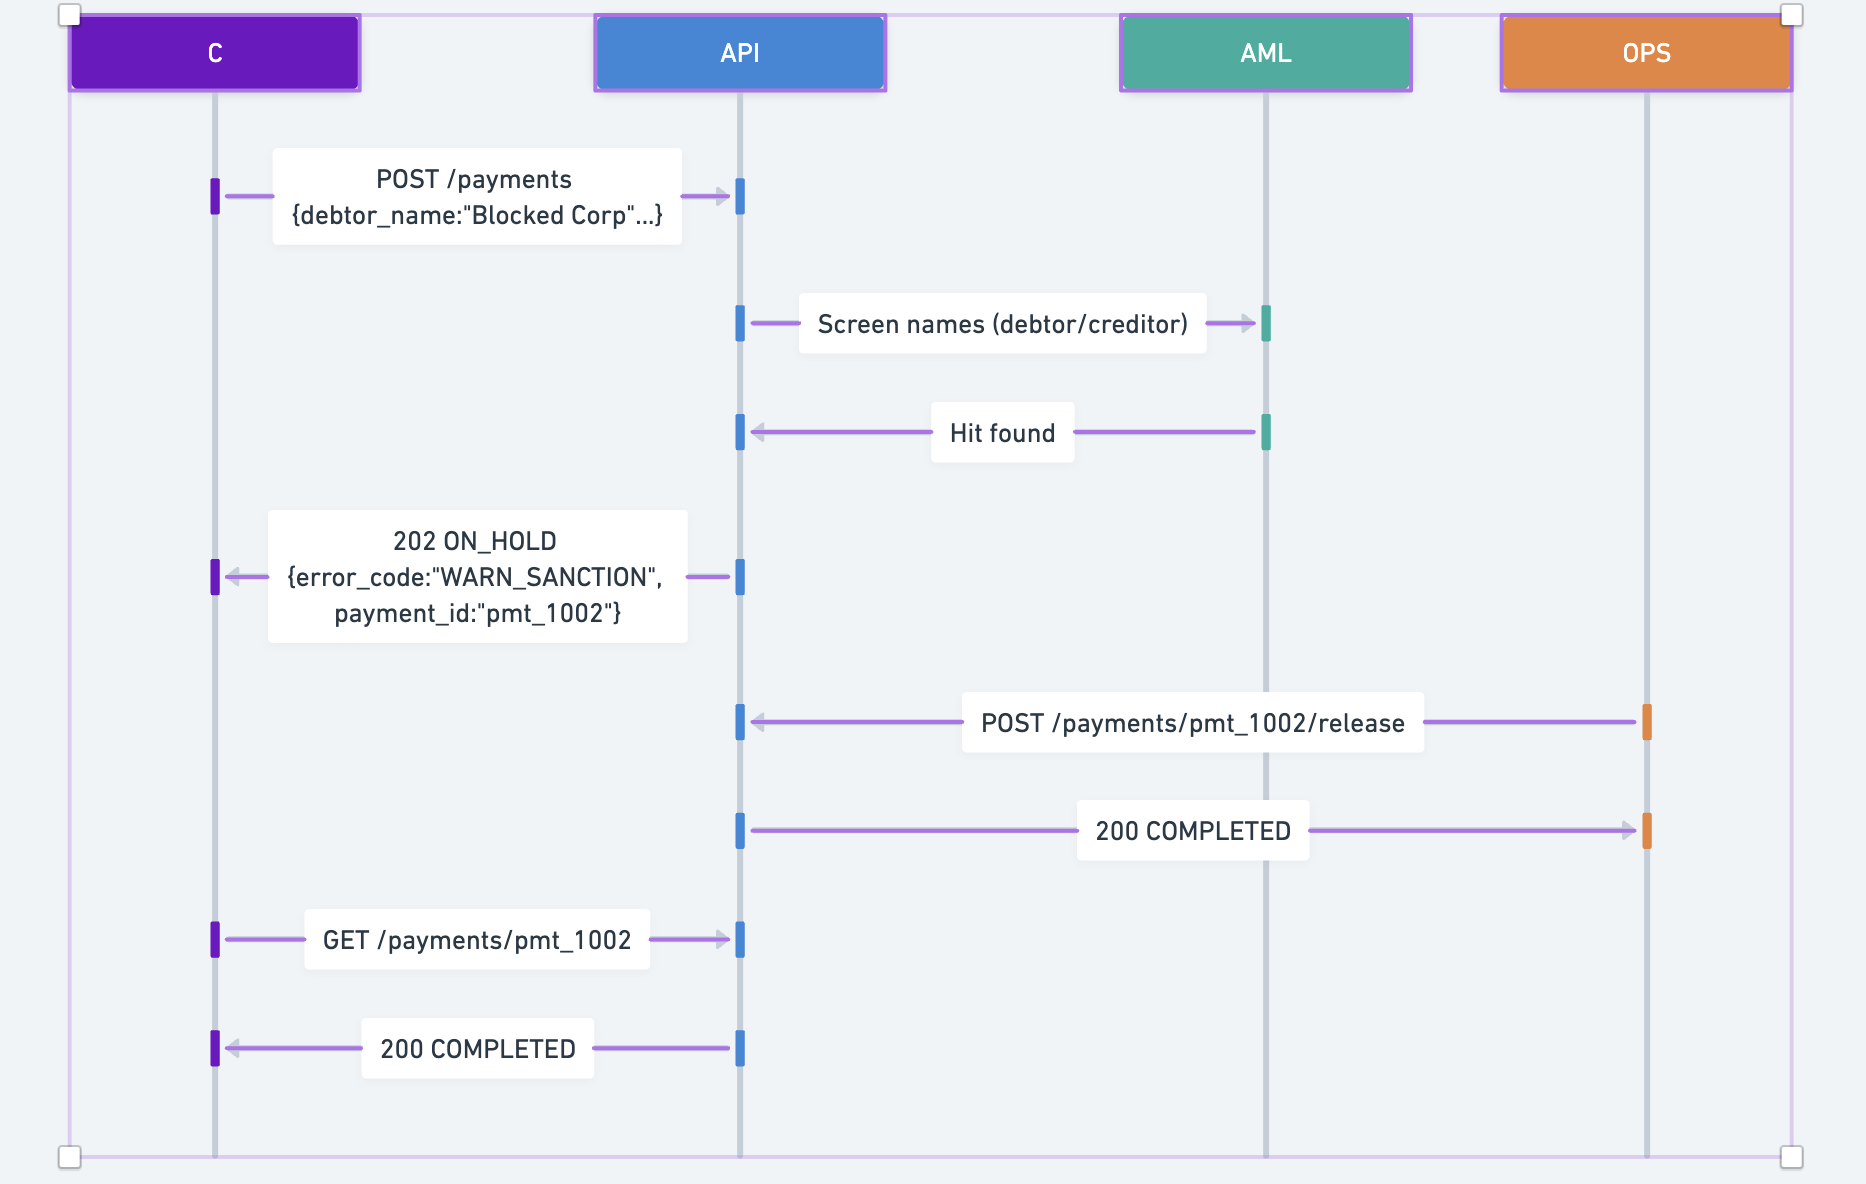 C
API
AML
OPS
POST /payments
{debtor_name:"Blocked Corp"...}
Screen names (debtor/creditor)
Hit found
202 ON_HOLD
{error_code:"WARN_SANCTION",
payment_id:"pmt_1002"}
POST /payments/pmt_1002/release
200 COMPLETED
GET /payments/pmt_1002
200 COMPLETED